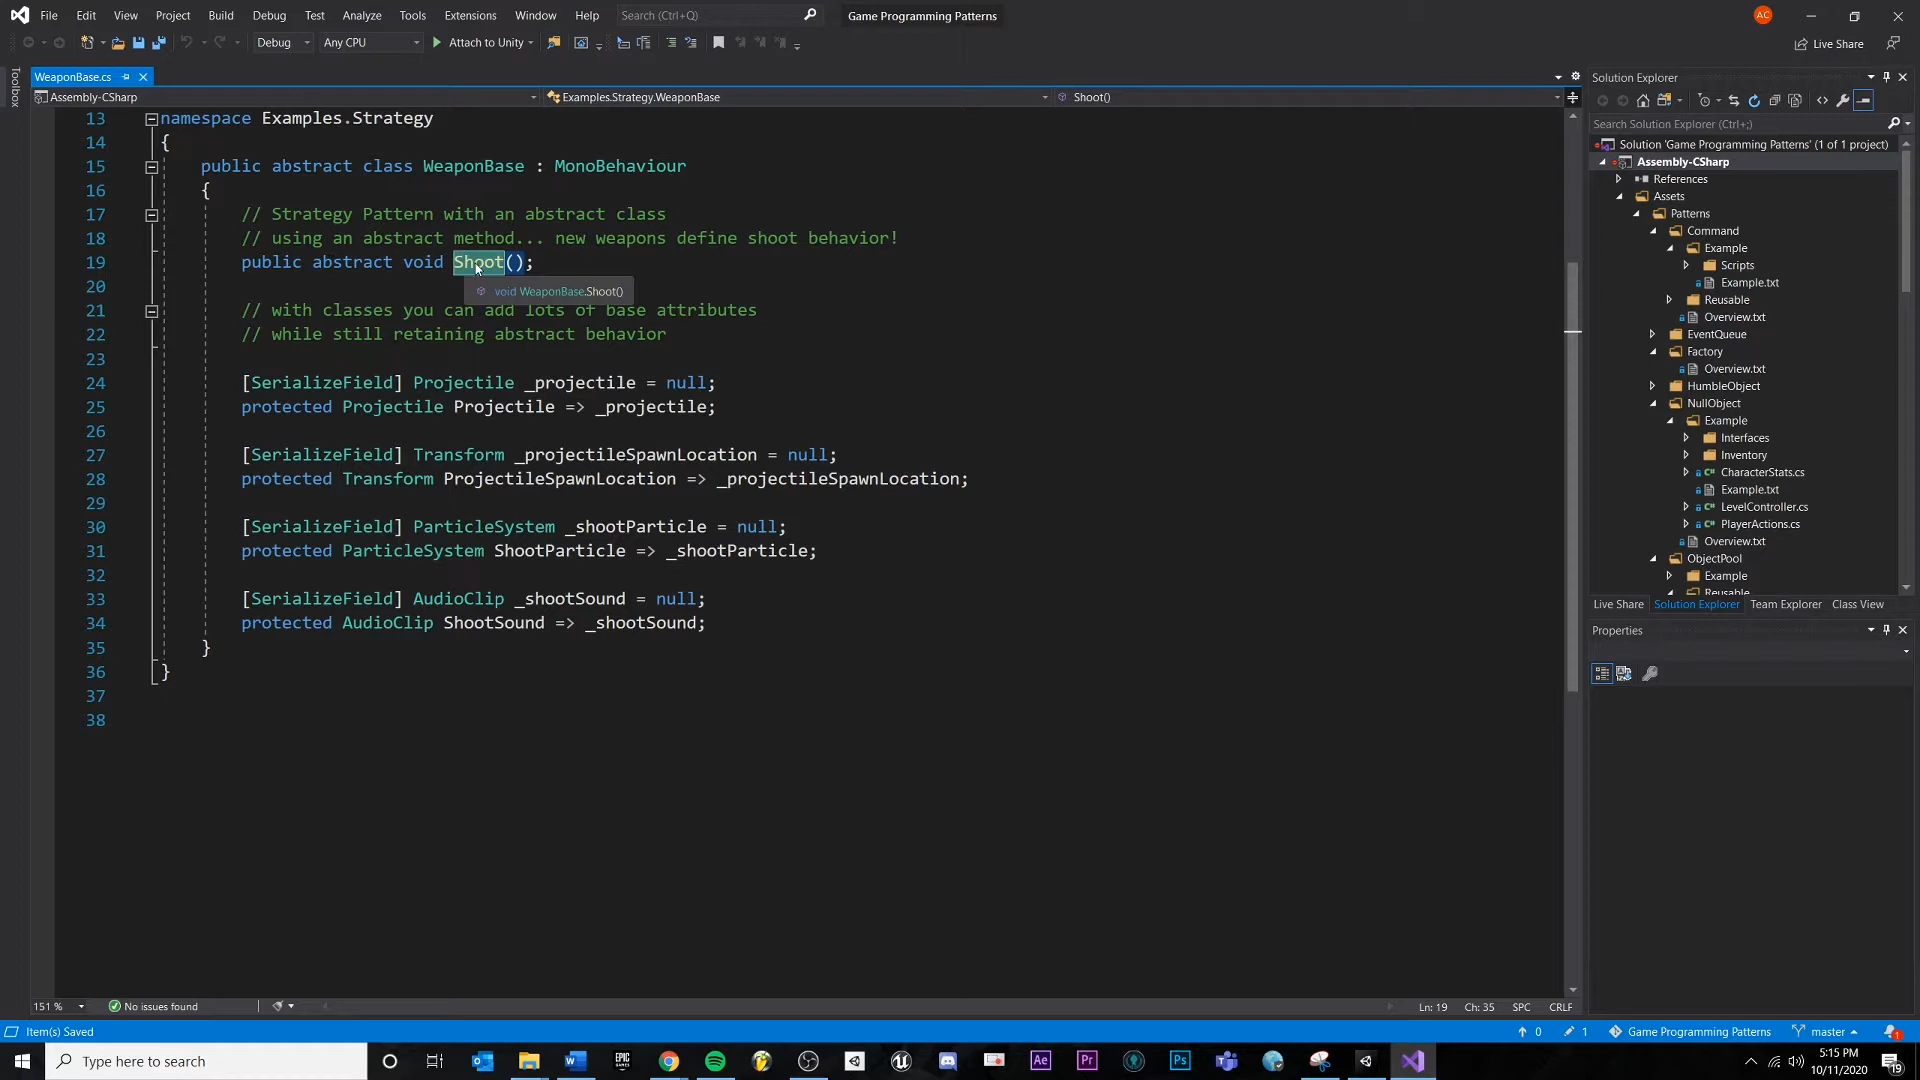 File Edit View Project Build Debug Test Analyze Tools Extensions Window Help Search (Ctrl+Q) Game Programming Patterns AC
Debug Any CPU Attach to Unity Live Share
Toolbox
WeaponBase.cs
Assembly-CSharp Examples.Strategy.WeaponBase Shoot()
13 namespace Examples.Strategy
14 {
15 public abstract class WeaponBase : MonoBehaviour
16 {
17 // Strategy Pattern with an abstract class
18 // using an abstract method... new weapons define shoot behavior!
19 public abstract void Shoot();
20
void WeaponBase.Shoot()
21 // with classes you can add lots of base attributes
22 // while still retaining abstract behavior
23
24 [SerializeField] Projectile _projectile = null;
25 protected Projectile Projectile => _projectile;
26
27 [SerializeField] Transform _projectileSpawnLocation = null;
28 protected Transform ProjectileSpawnLocation => _projectileSpawnLocation;
29
30 [SerializeField] ParticleSystem _shootParticle = null;
31 protected ParticleSystem ShootParticle => _shootParticle;
32
33 [SerializeField] AudioClip _shootSound = null;
34 protected AudioClip ShootSound => _shootSound;
35 }
36 }
37
38
151 % No issues found Ln: 19 Ch: 35 SPC CRLF
Solution Explorer
Search Solution Explorer (Ctrl+;)
Solution 'Game Programming Patterns' (1 of 1 project)
Assembly-CSharp
References
Assets
Patterns
Command
Example
Scripts
Example.txt
Reusable
Overview.txt
EventQueue
Factory
Overview.txt
HumbleObject
NullObject
Example
Interfaces
Inventory
CharacterStats.cs
Example.txt
LevelController.cs
PlayerActions.cs
Overview.txt
ObjectPool
Example
Reusable
Live Share Solution Explorer Team Explorer Class View
Properties
Item(s) Saved 0 1 Game Programming Patterns master 1
Type here to search EPIC GAMES Ae Pr Ps 5:15 PM
10/11/2020 19